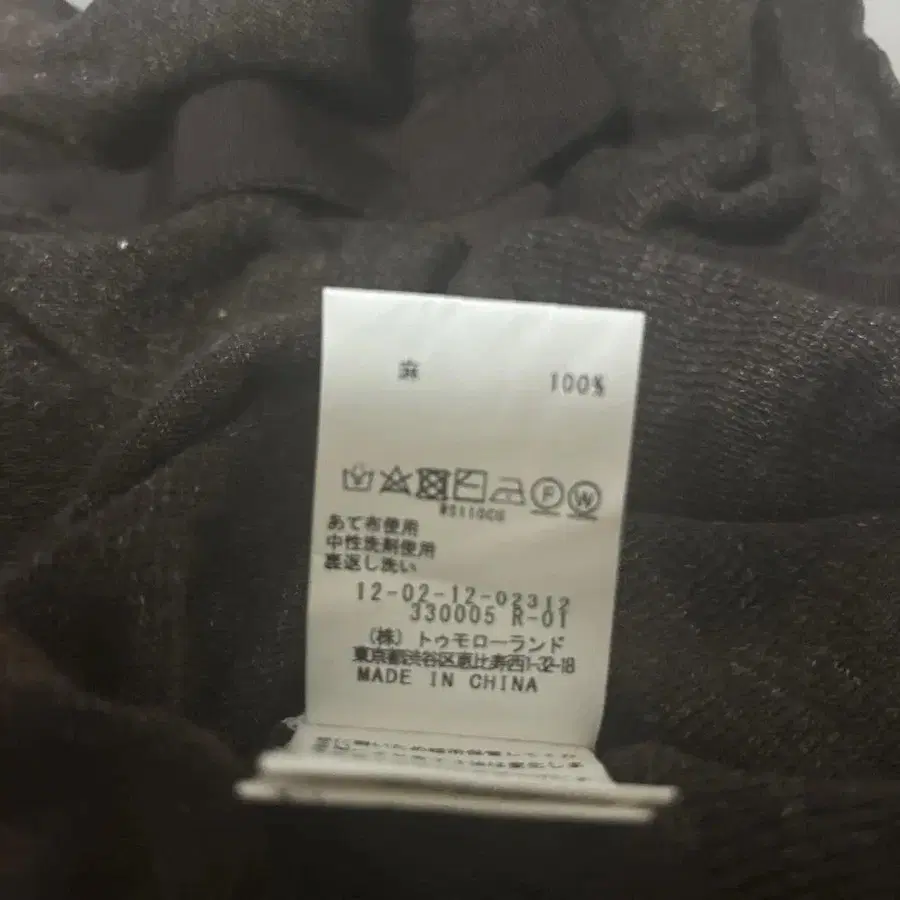 麻 100%
あて布使用
中性洗剤使用
裏返し洗い
12-02-12-02312
330005 R-01
(株) トゥモローランド
東京都渋谷区恵比寿西1-32-18
MADE IN CHINA